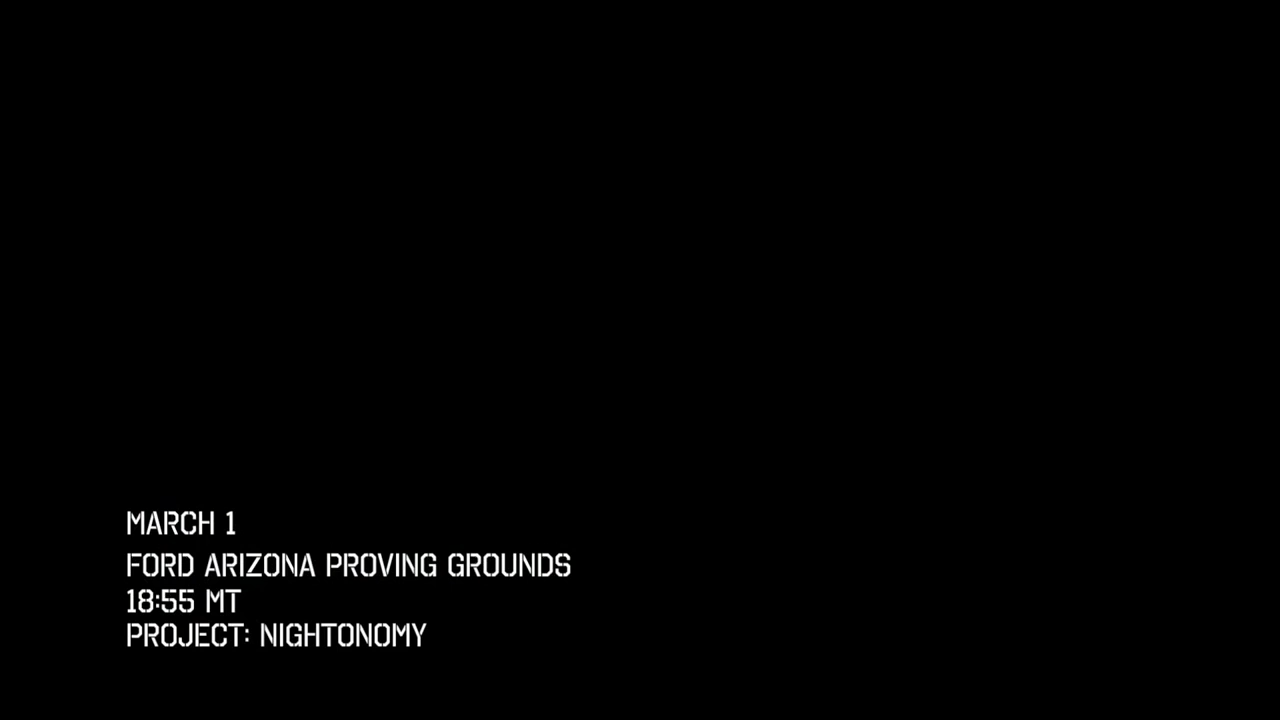 MARCH 1
FORD ARIZONA PROVING GROUNDS
18:55 MT
PROJECT: NIGHTONOMY